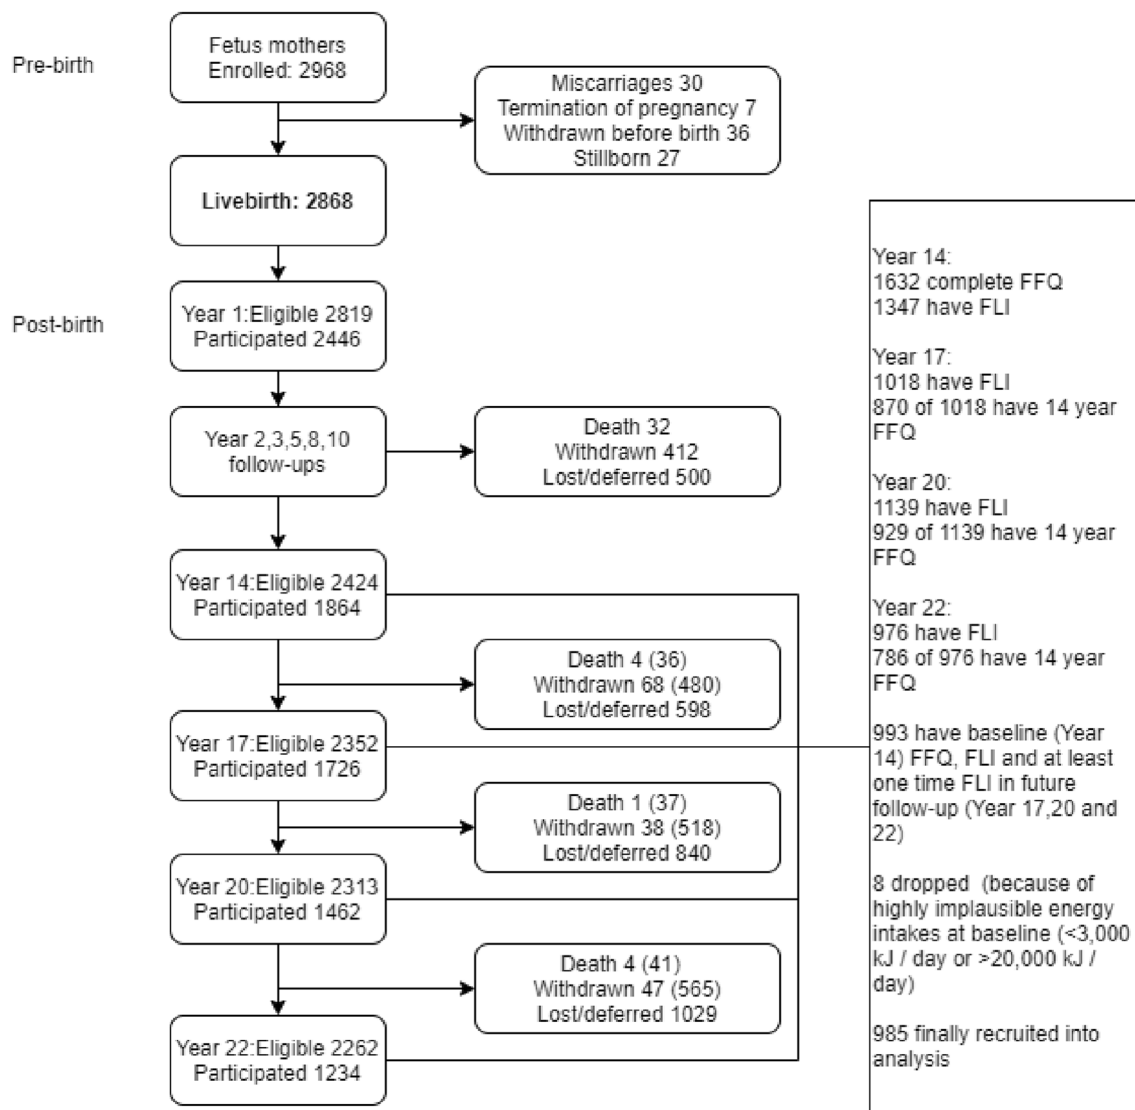 Pre-birth
Fetus mothers
Enrolled: 2968
Miscarriages 30
Termination of pregnancy 7
Withdrawn before birth 36
Stillborn 27
Livebirth: 2868
Post-birth
Year 1:Eligible 2819
Participated 2446
Year 2,3,5,8,10
follow-ups
Death 32
Withdrawn 412
Lost/deferred 500
Year 14:Eligible 2424
Participated 1864
Death 4 (36)
Withdrawn 68 (480)
Lost/deferred 598
Year 17:Eligible 2352
Participated 1726
Death 1 (37)
Withdrawn 38 (518)
Lost/deferred 840
Year 20:Eligible 2313
Participated 1462
Death 4 (41)
Withdrawn 47 (565)
Lost/deferred 1029
Year 22:Eligible 2262
Participated 1234
Year 14:
1632 complete FFQ
1347 have FLI
Year 17:
1018 have FLI
870 of 1018 have 14 year
FFQ
Year 20:
1139 have FLI
929 of 1139 have 14 year
FFQ
Year 22:
976 have FLI
786 of 976 have 14 year
FFQ
993 have baseline (Year
14) FFQ, FLI and at least
one time FLI in future
follow-up (Year 17,20 and
22)
8 dropped (because of
highly implausible energy
intakes at baseline (<3,000
kJ / day or >20,000 kJ /
day)
985 finally recruited into
analysis